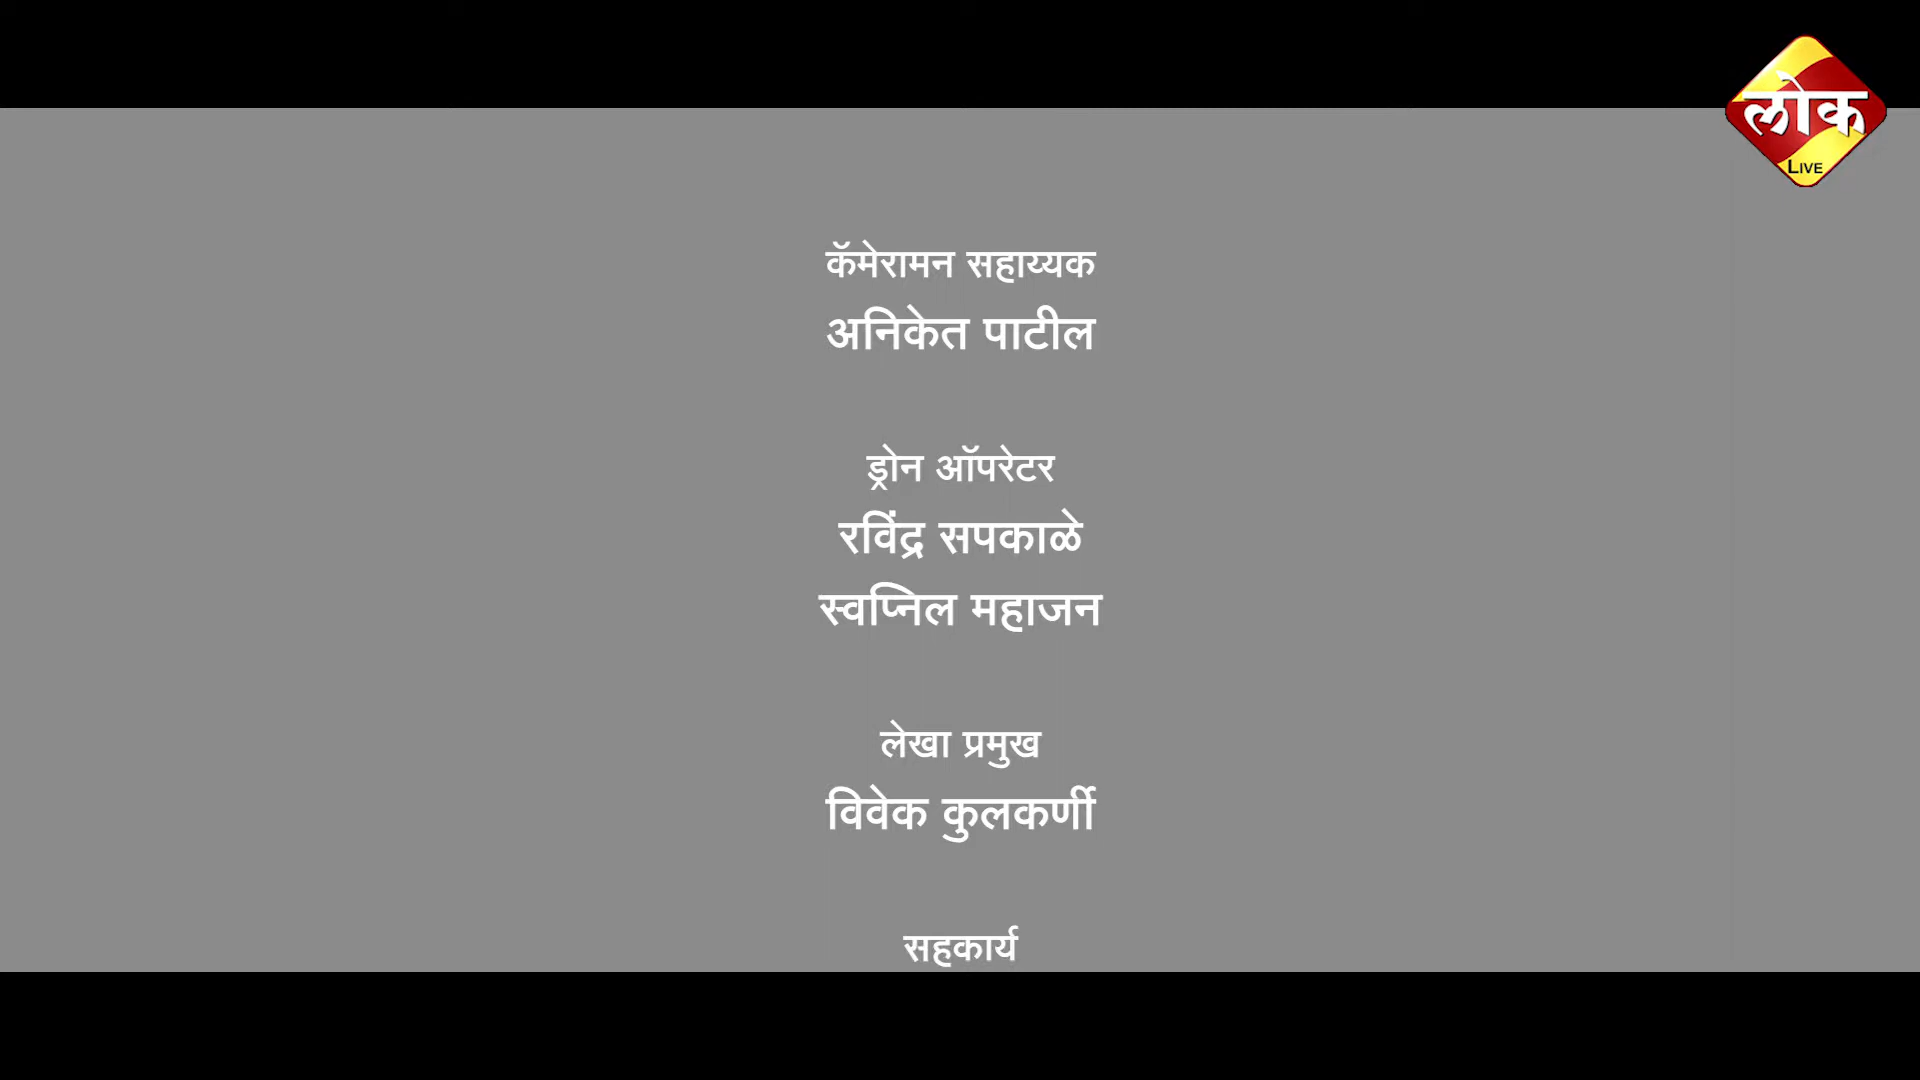 लोक
LIVE
कॅमेरामन सहाय्यक
अनिकेत पाटील
ड्रोन ऑपरेटर
रविंद्र सपकाळे
स्वप्निल महाजन
लेखा प्रमुख
विवेक कुलकर्णी
सहकार्य